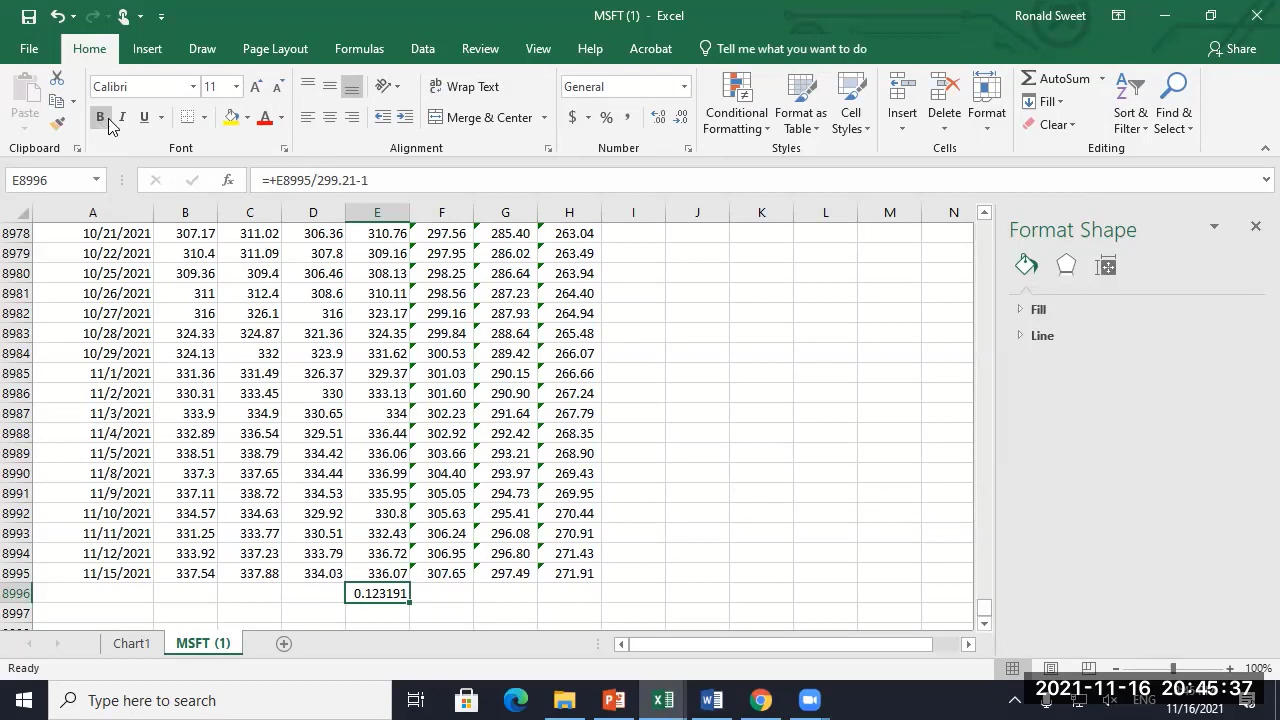 MSFT (1) - Excel
Ronald Sweet
File Home Insert Draw Page Layout Formulas Data Review View Help Acrobat Tell me what you want to do Share
Paste
Calibri 11
B I U
Wrap Text
Merge & Center
General
$ % ,
Conditional Formatting
Format as Table
Cell Styles
Insert Delete Format
AutoSum
Fill
Clear
Sort & Filter
Find & Select
Clipboard Font Alignment Number Styles Cells Editing
E8996 fx =+E8995/299.21-1
A B C D E F G H I J K L M N
8978 10/21/2021 307.17 311.02 306.36 310.76 297.56 285.40 263.04
8979 10/22/2021 310.4 311.09 307.8 309.16 297.95 286.02 263.49
8980 10/25/2021 309.36 309.4 306.46 308.13 298.25 286.64 263.94
8981 10/26/2021 311 312.4 308.6 310.11 298.56 287.23 264.40
8982 10/27/2021 316 326.1 316 323.17 299.16 287.93 264.94
8983 10/28/2021 324.33 324.87 321.36 324.35 299.84 288.64 265.48
8984 10/29/2021 324.13 332 323.9 331.62 300.53 289.42 266.07
8985 11/1/2021 331.36 331.49 326.37 329.37 301.03 290.15 266.66
8986 11/2/2021 330.31 333.45 330 333.13 301.60 290.90 267.24
8987 11/3/2021 333.9 334.9 330.65 334 302.23 291.64 267.79
8988 11/4/2021 332.89 336.54 329.51 336.44 302.92 292.42 268.35
8989 11/5/2021 338.51 338.79 334.42 336.06 303.66 293.21 268.90
8990 11/8/2021 337.3 337.65 334.44 336.99 304.40 293.97 269.43
8991 11/9/2021 337.11 338.72 334.53 335.95 305.05 294.73 269.95
8992 11/10/2021 334.57 334.63 329.92 330.8 305.63 295.41 270.44
8993 11/11/2021 331.25 333.77 330.51 332.43 306.24 296.08 270.91
8994 11/12/2021 333.92 337.23 333.79 336.72 306.95 296.80 271.43
8995 11/15/2021 337.54 337.88 334.03 336.07 307.65 297.49 271.91
8996 0.123191
8997
Format Shape
Fill
Line
Chart1 MSFT (1)
Ready
100%
Type here to search
2021-11-16 20:45:37
ENG
11/16/2021